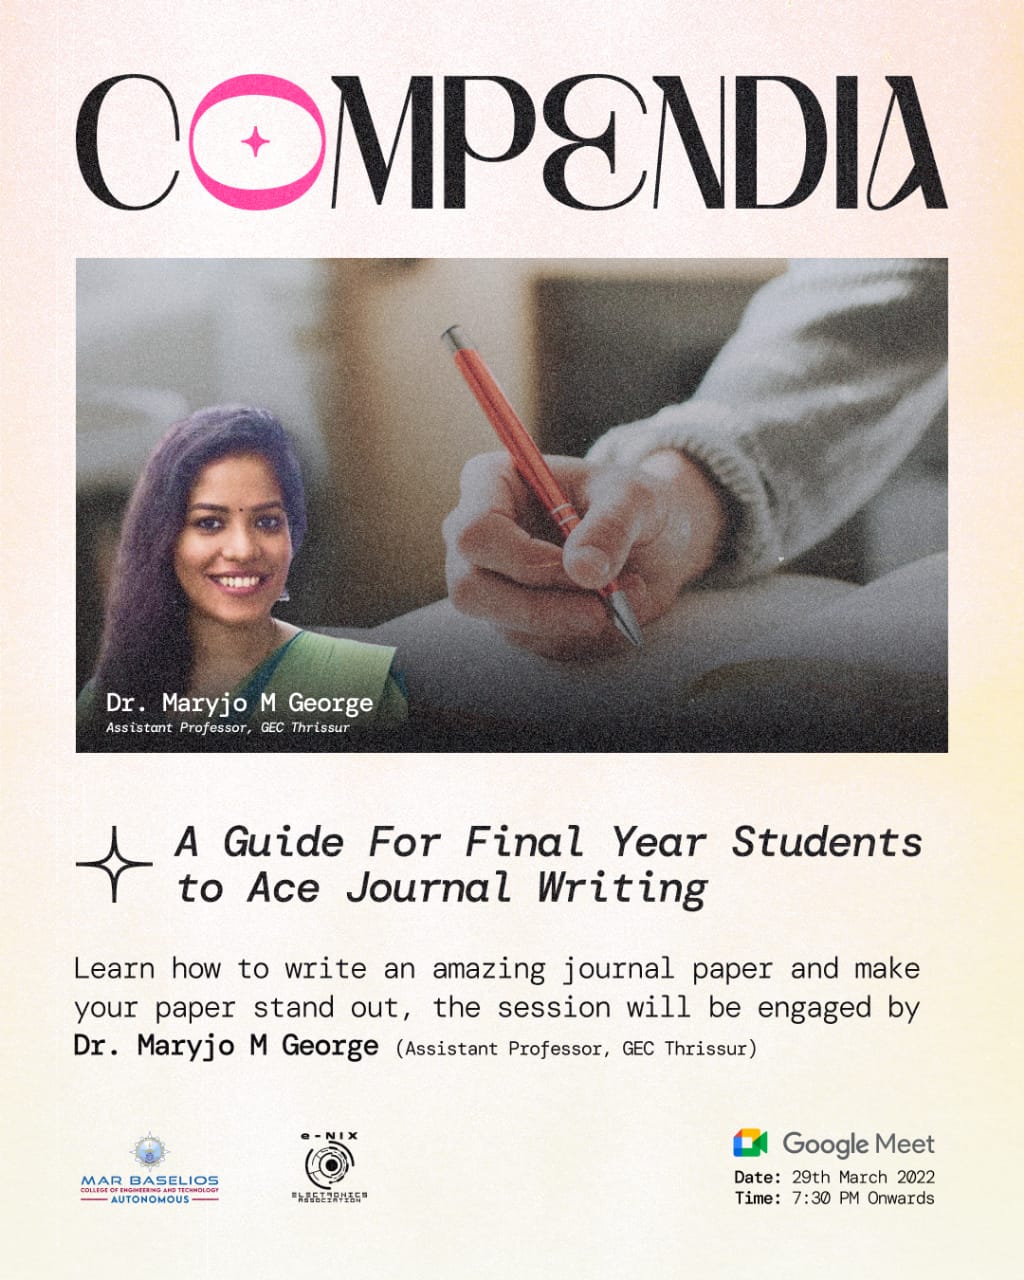 COMPENDIA
Dr. Maryjo M George
Assistant Professor, GEC Thrissur
A Guide For Final Year Students
to Ace Journal Writing
Learn how to write an amazing journal paper and make
your paper stand out, the session will be engaged by
Dr. Maryjo M George (Assistant Professor, GEC Thrissur)
MAR BASELIOS
COLLEGE OF ENGINEERING AND TECHNOLOGY
AUTONOMOUS
e-NIX
ELECTRONICS
ASSOCIATION
Google Meet
Date: 29th March 2022
Time: 7:30 PM Onwards